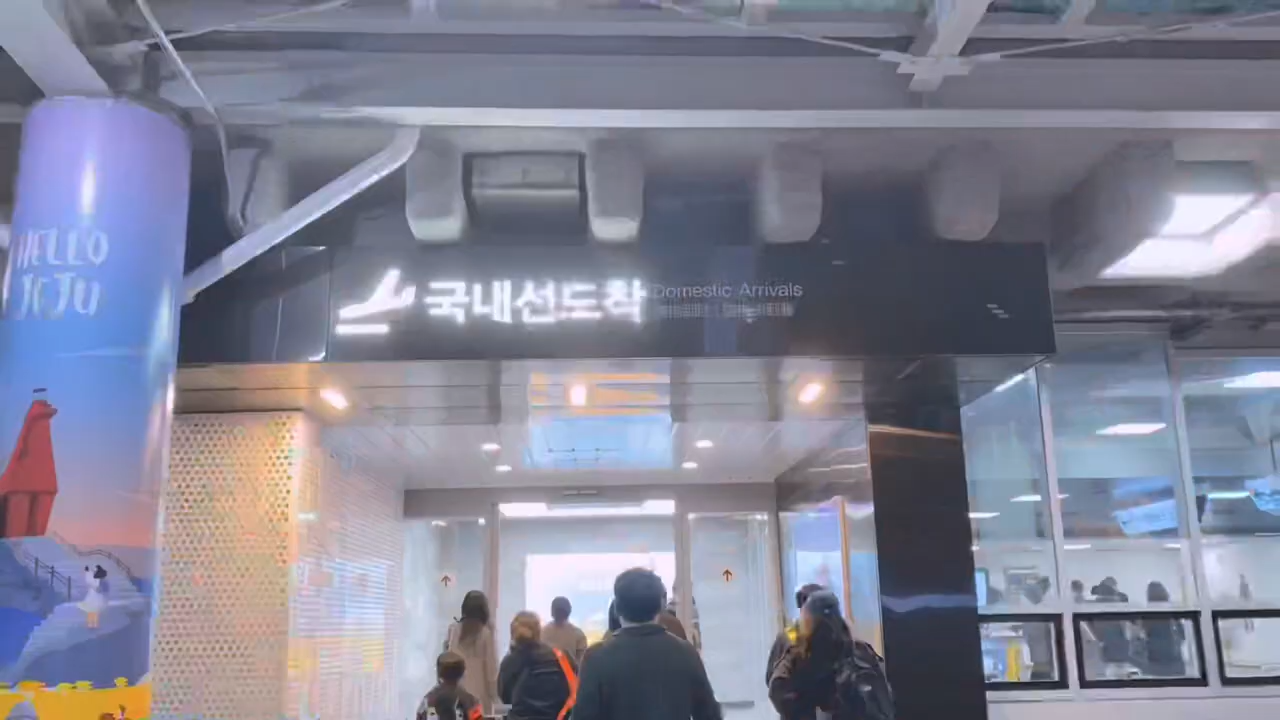 HELLO
JEJU
국내선도착
Domestic Arrivals